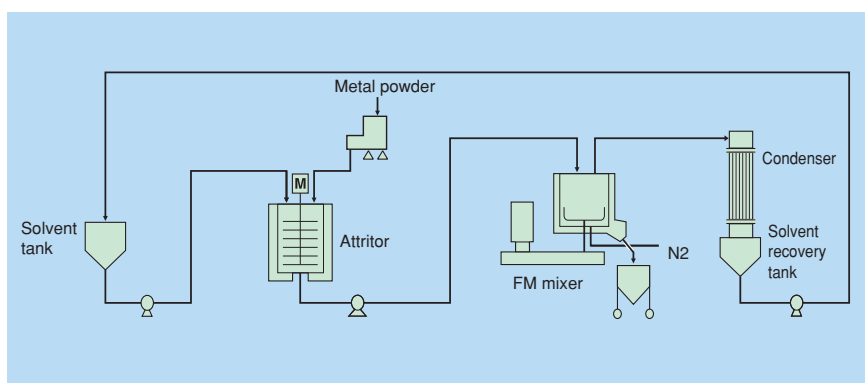 Metal powder
M
Solvent
tank
Attritor
FM mixer
N2
Condenser
Solvent
recovery
tank